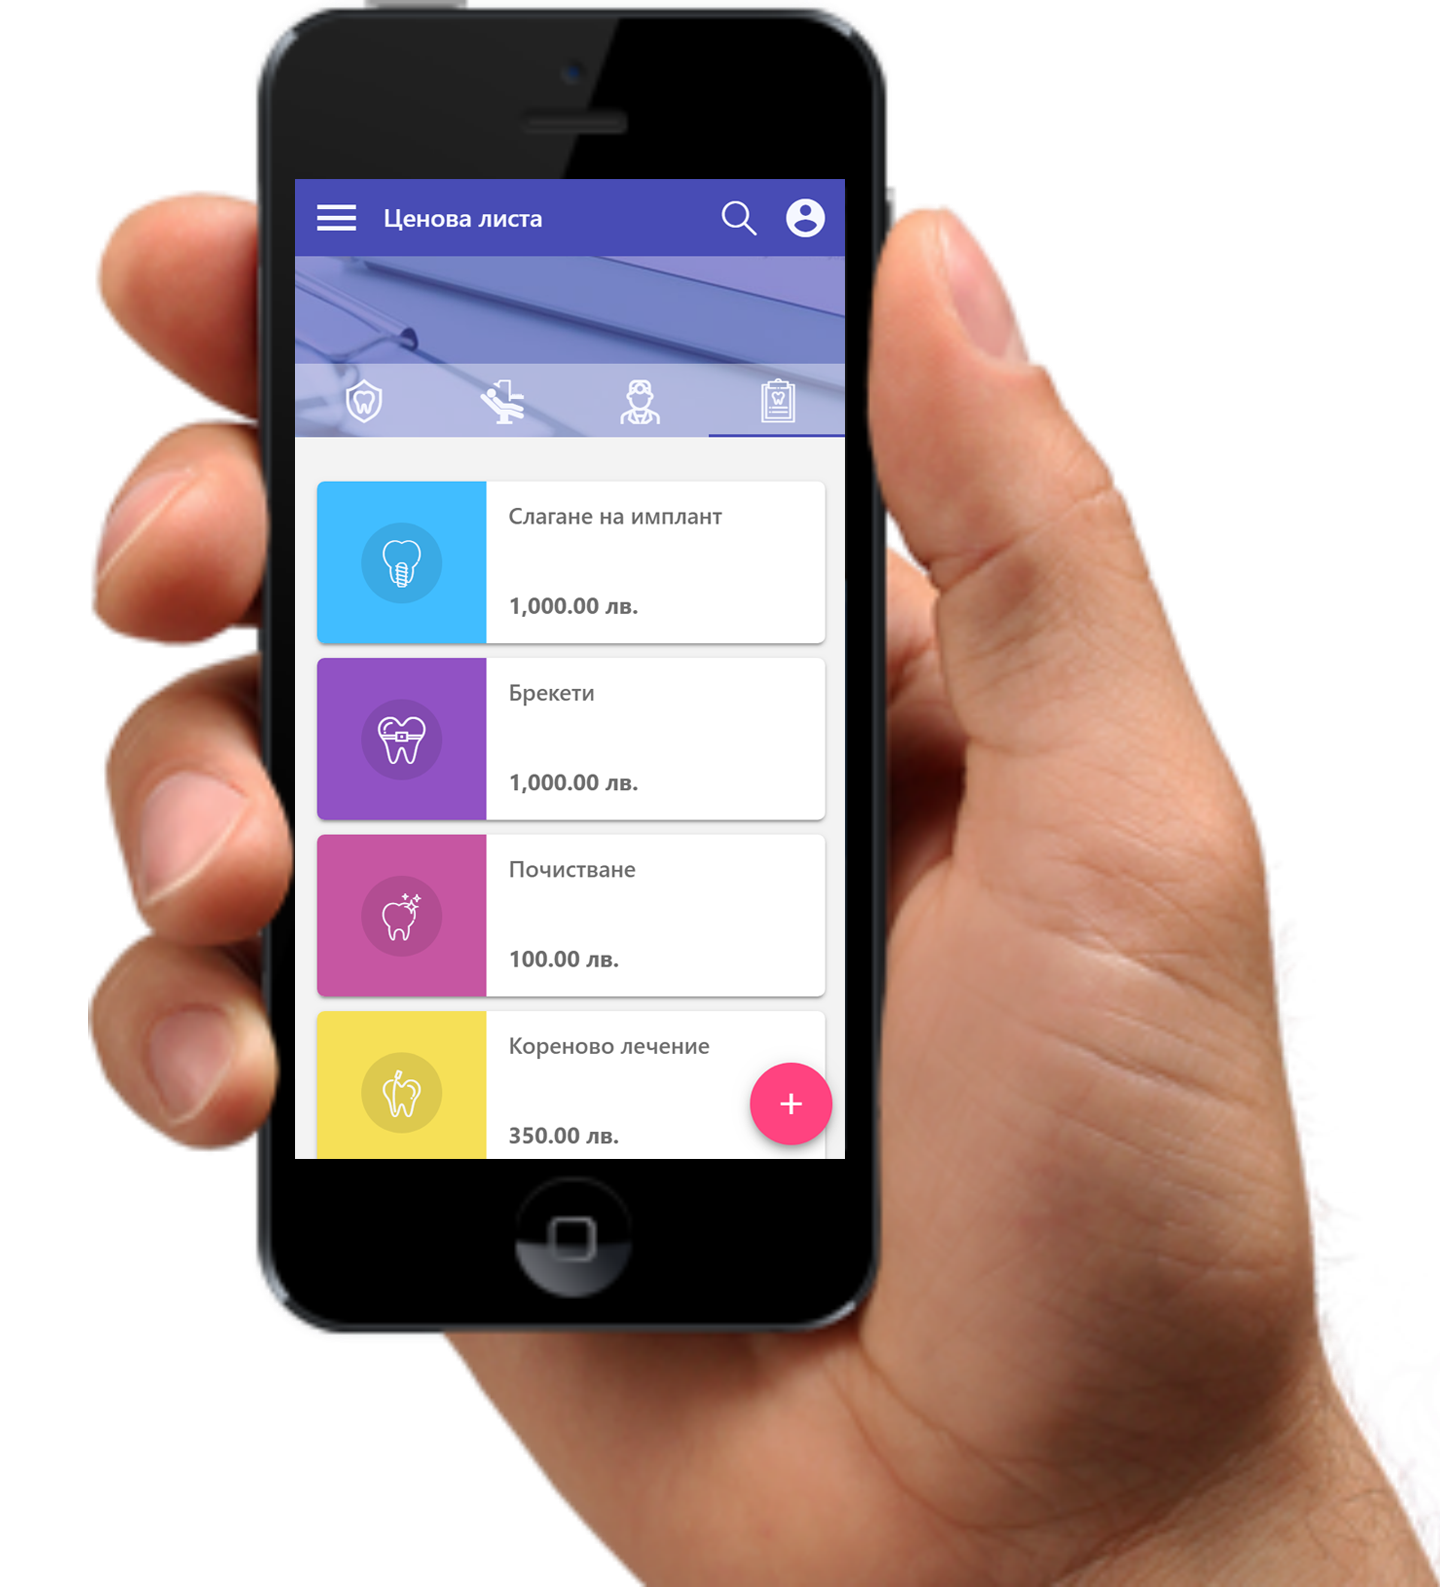 Ценова листа
Слагане на имплант
1,000.00 лв.
Брекети
1,000.00 лв.
Почистване
100.00 лв.
Кореново лечение
350.00 лв.